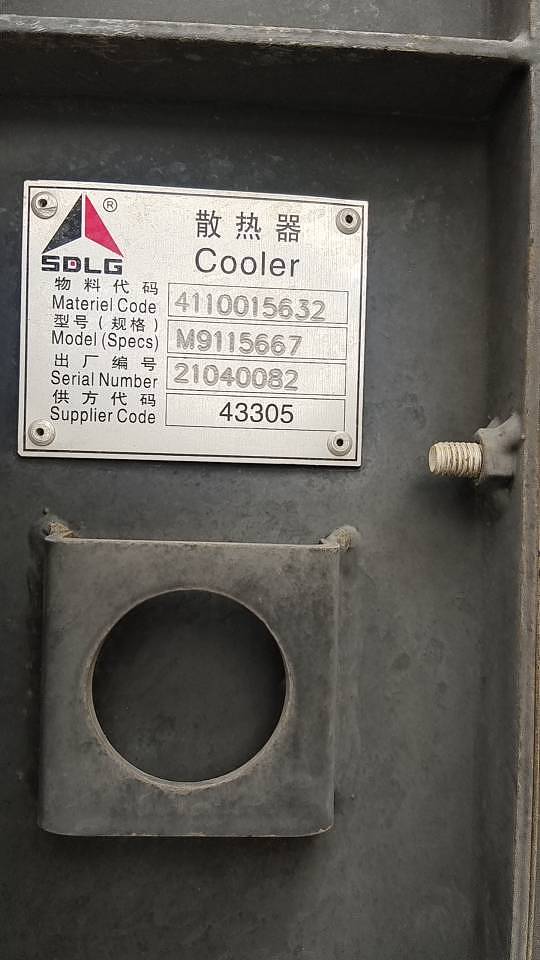 ®
SDLG
散热器
Cooler
物料代码
Materiel Code 4110015632
型号(规格)
Model(Specs) M9115667
出厂编号
Serial Number 21040082
供方代码
Supplier Code 43305